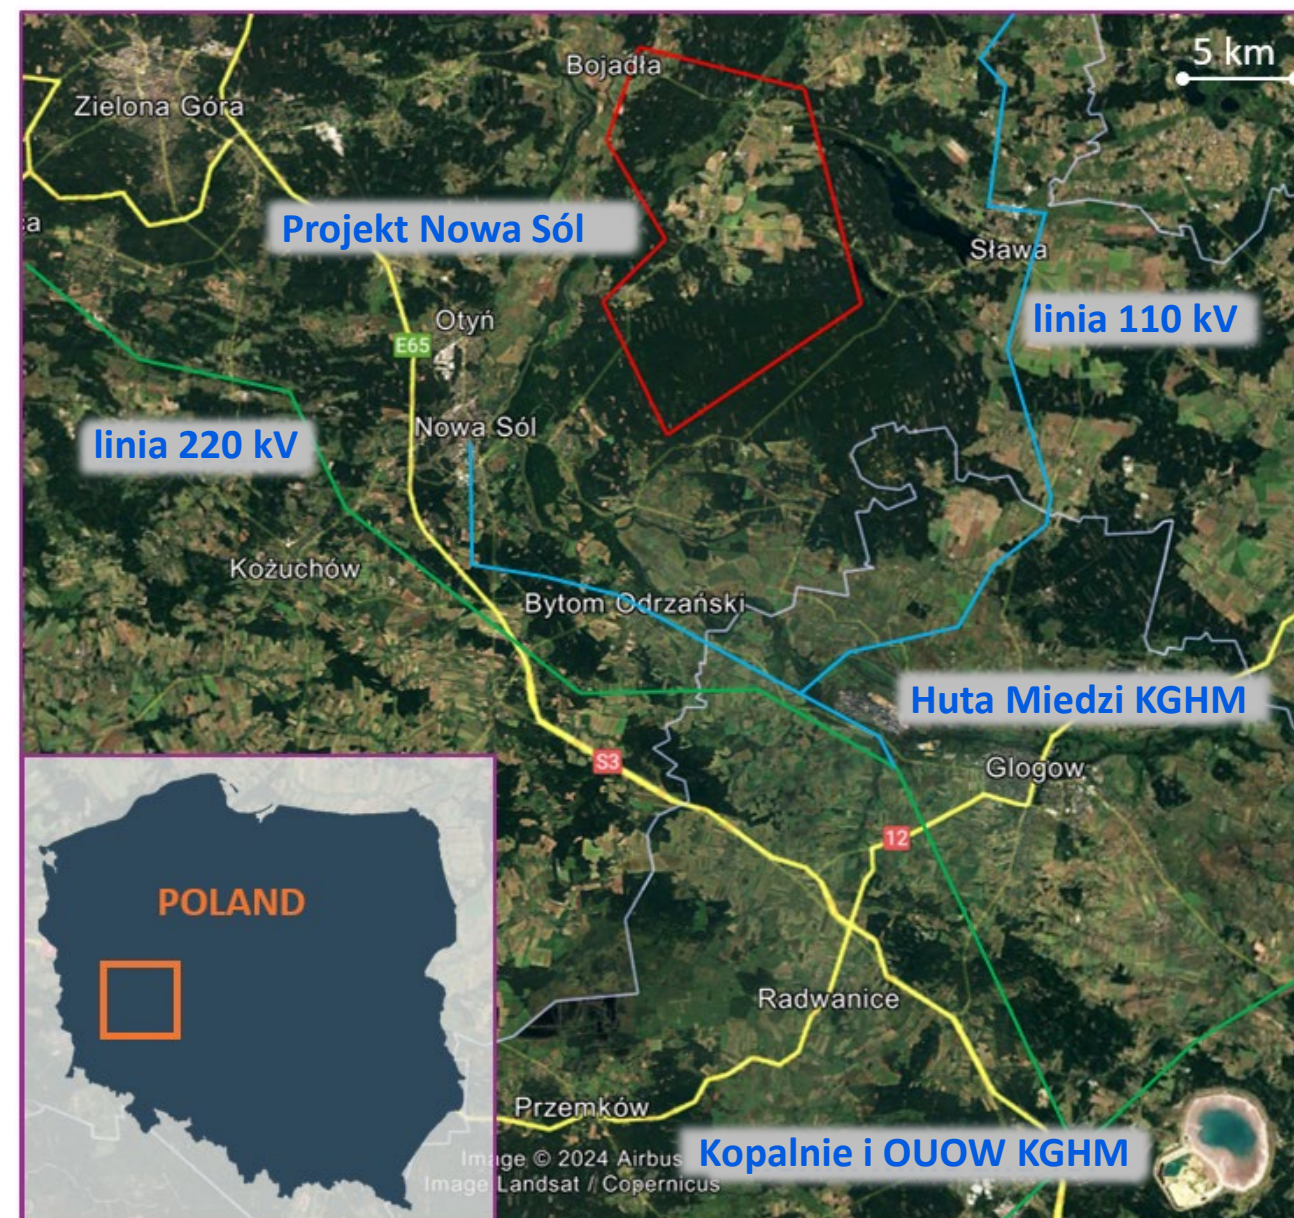 Bojadła
5 km
Zielona Góra
Projekt Nowa Sól
Sława
linia 110 kV
Otyń
E65
Nowa Sól
linia 220 kV
Kożuchów
Bytom Odrzański
Huta Miedzi KGHM
Glogow
S3
12
POLAND
Radwanice
Przemków
Kopalnie i OUOW KGHM
Image © 2024 Airbus
Image Landsat / Copernicus